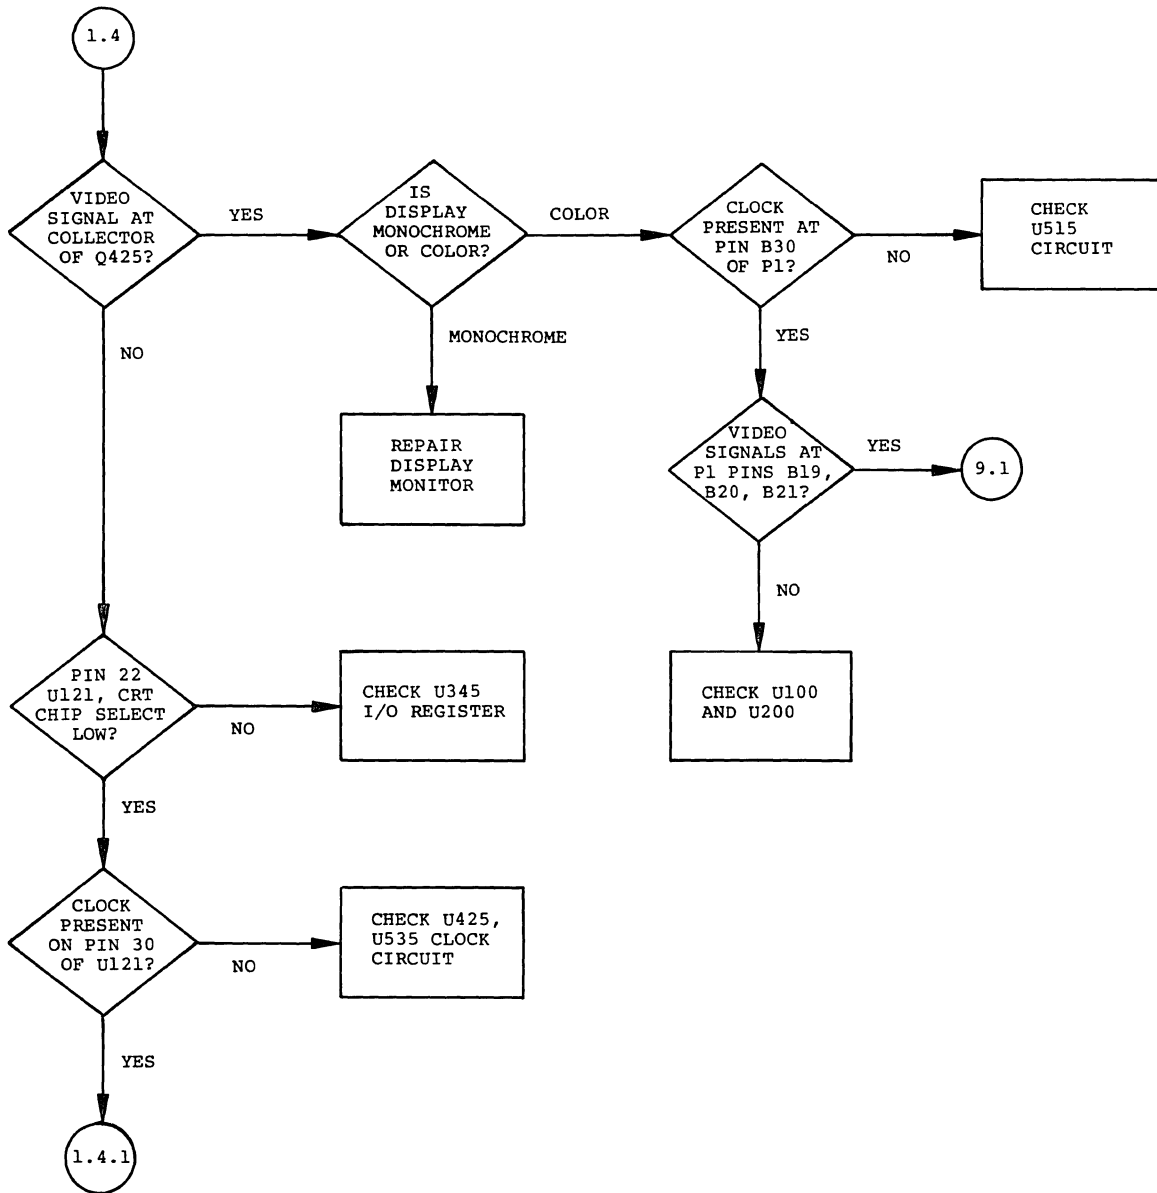 1.4
VIDEO
SIGNAL AT
COLLECTOR
OF Q425?
YES
NO
IS
DISPLAY
MONOCHROME
OR COLOR?
COLOR
MONOCHROME
CLOCK
PRESENT AT
PIN B30
OF P1?
NO
YES
CHECK
U515
CIRCUIT
REPAIR
DISPLAY
MONITOR
VIDEO
SIGNALS AT
P1 PINS B19,
B20, B21?
YES
9.1
NO
CHECK U100
AND U200
PIN 22
U121, CRT
CHIP SELECT
LOW?
NO
CHECK U345
I/O REGISTER
YES
CLOCK
PRESENT
ON PIN 30
OF U121?
NO
CHECK U425,
U535 CLOCK
CIRCUIT
YES
1.4.1